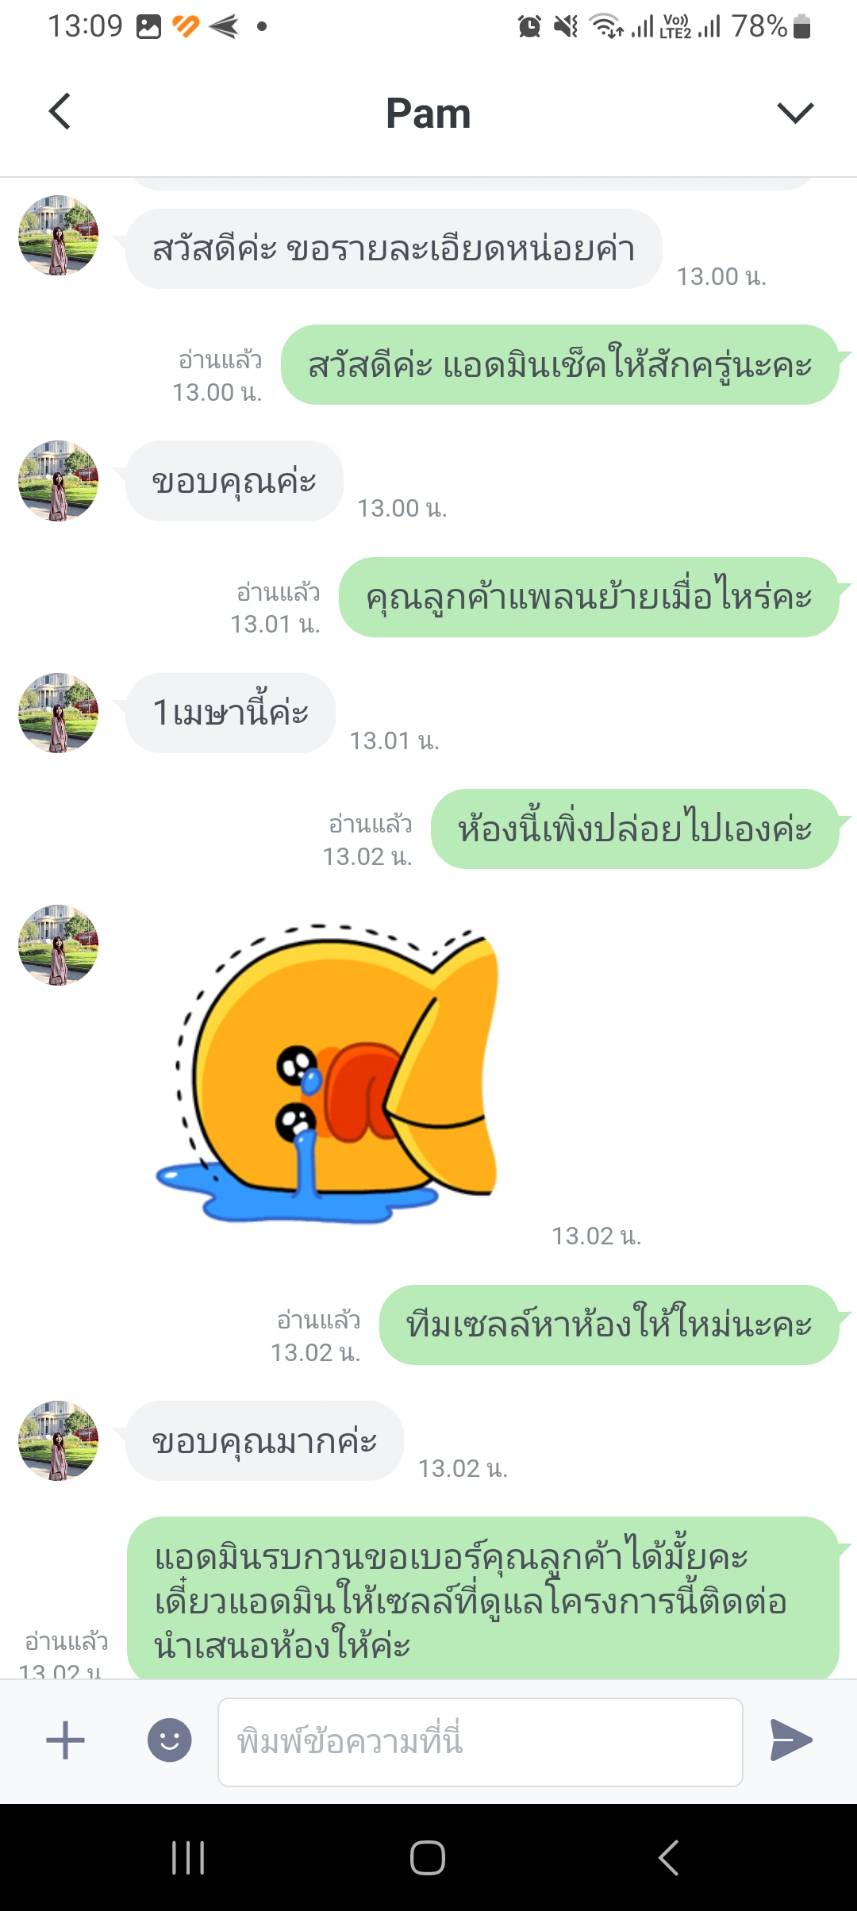 13:09
Vo))
LTE2
78%
Pam
สวัสดีค่ะ ขอรายละเอียดหน่อยค่า
13.00 น.
สวัสดีค่ะ แอดมินเช็คให้สักครู่นะคะ
อ่านแล้ว
13.00 น.
ขอบคุณค่ะ
13.00 น.
คุณลูกค้าแพลนย้ายเมื่อไหร่คะ
อ่านแล้ว
13.01 น.
1เมษานี้ค่ะ
13.01 น.
ห้องนี้เพิ่งปล่อยไปเองค่ะ
อ่านแล้ว
13.02 น.
13.02 น.
ทีมเซลล์หาห้องให้ใหม่นะคะ
อ่านแล้ว
13.02 น.
ขอบคุณมากค่ะ
13.02 น.
แอดมินรบกวนขอเบอร์คุณลูกค้าได้มั้ยคะ
เดี๋ยวแอดมินให้เซลล์ที่ดูแลโครงการนี้ติดต่อ
นำเสนอห้องให้ค่ะ
อ่านแล้ว
13.02 น
พิมพ์ข้อความที่นี่